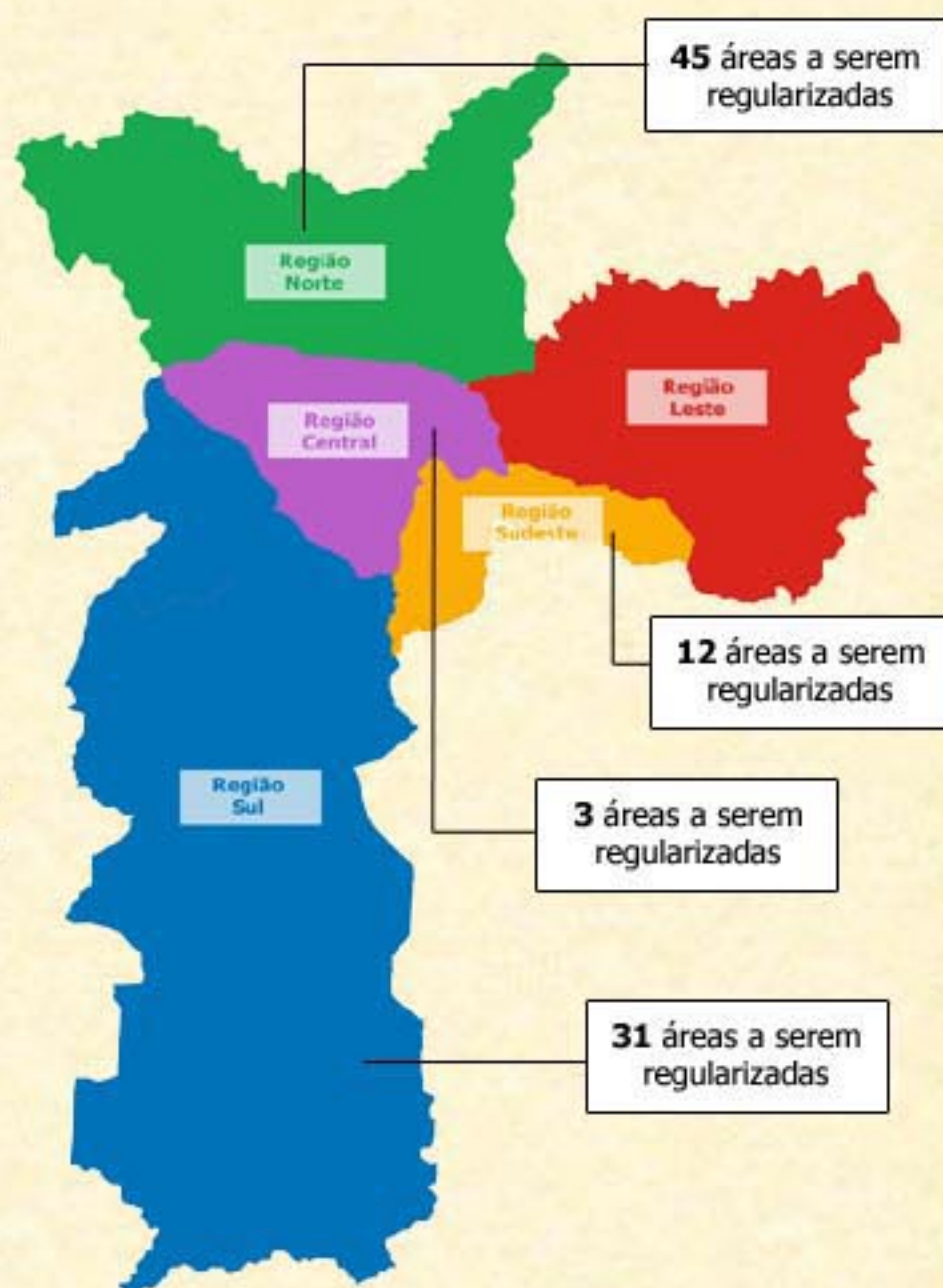 45 áreas a serem
regularizadas
Região
Norte
Região
Leste
Região
Central
Região
Sudeste
12 áreas a serem
regularizadas
Região
Sul
3 áreas a serem
regularizadas
31 áreas a serem
regularizadas